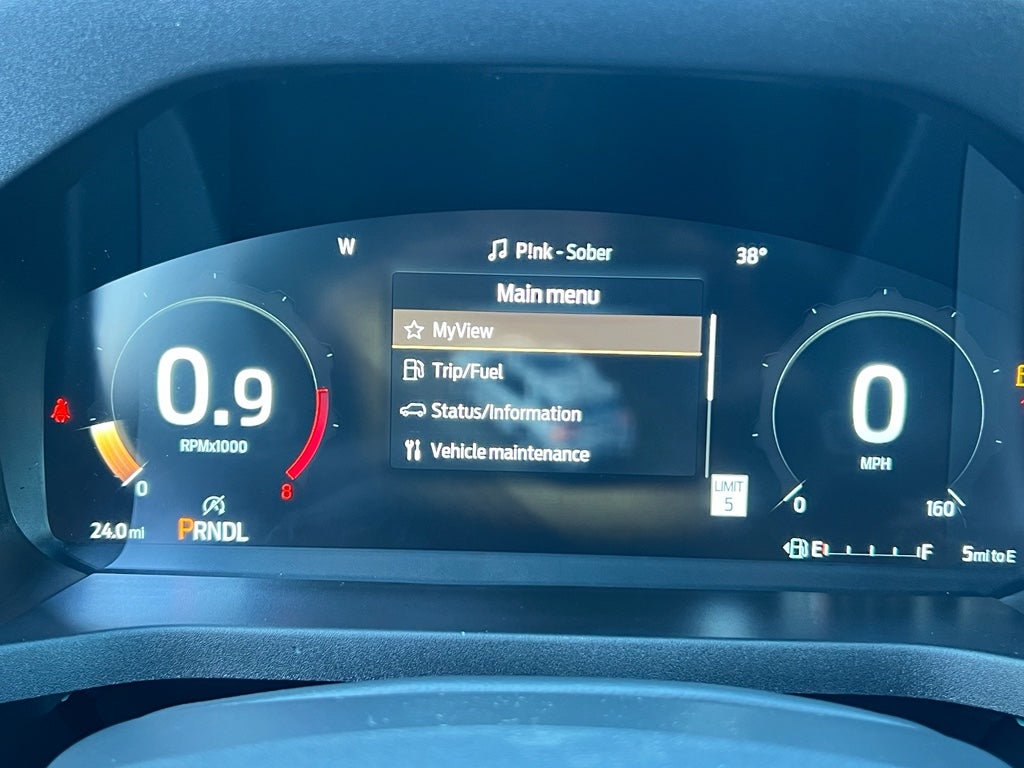 W
P!nk - Sober
38°
Main menu
MyView
Trip/Fuel
Status/Information
Vehicle maintenance
0.9
RPMx1000
0
8
24.0 mi
PRNDL
LIMIT
5
0
MPH
0
160
E
F
5 mi to E